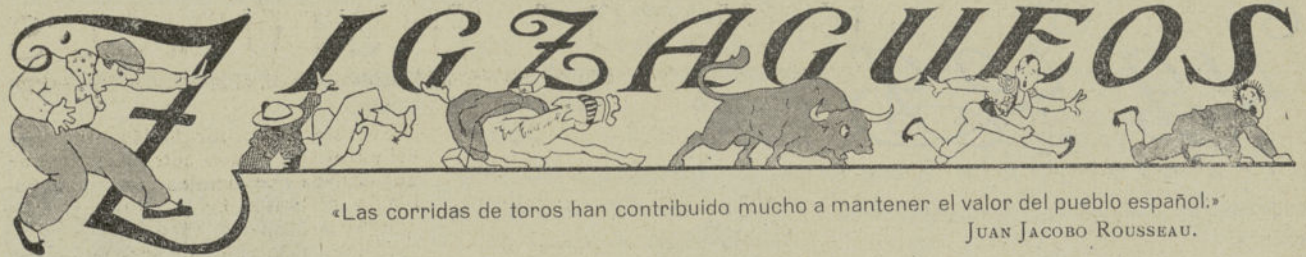 ZIGZAGUEOS
«Las corridas de toros han contribuido mucho a mantener el valor del pueblo español.»
JUAN JACOBO ROUSSEAU.